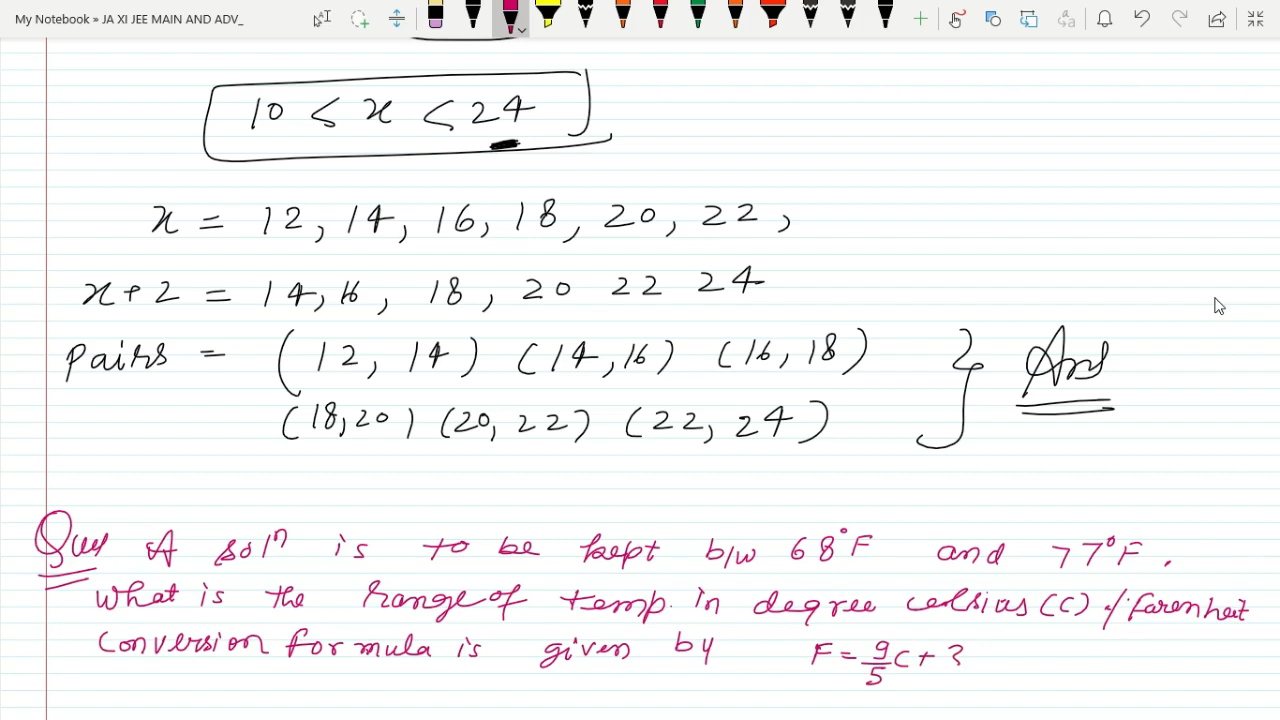 My Notebook » JA XI JEE MAIN AND ADV_
10 < x < 24
x = 12, 14, 16, 18, 20, 22,
x + 2 = 14, 16, 18, 20 22 24
Pairs = (12, 14) (14, 16) (16, 18)
(18, 20) (20, 22) (22, 24) } Ans
Ques A solⁿ is to be kept b/w 68°F and 77°F.
What is the range of temp. in degree celsius (C) / farenheit
conversion formula is given by F = 9/5 C + 3